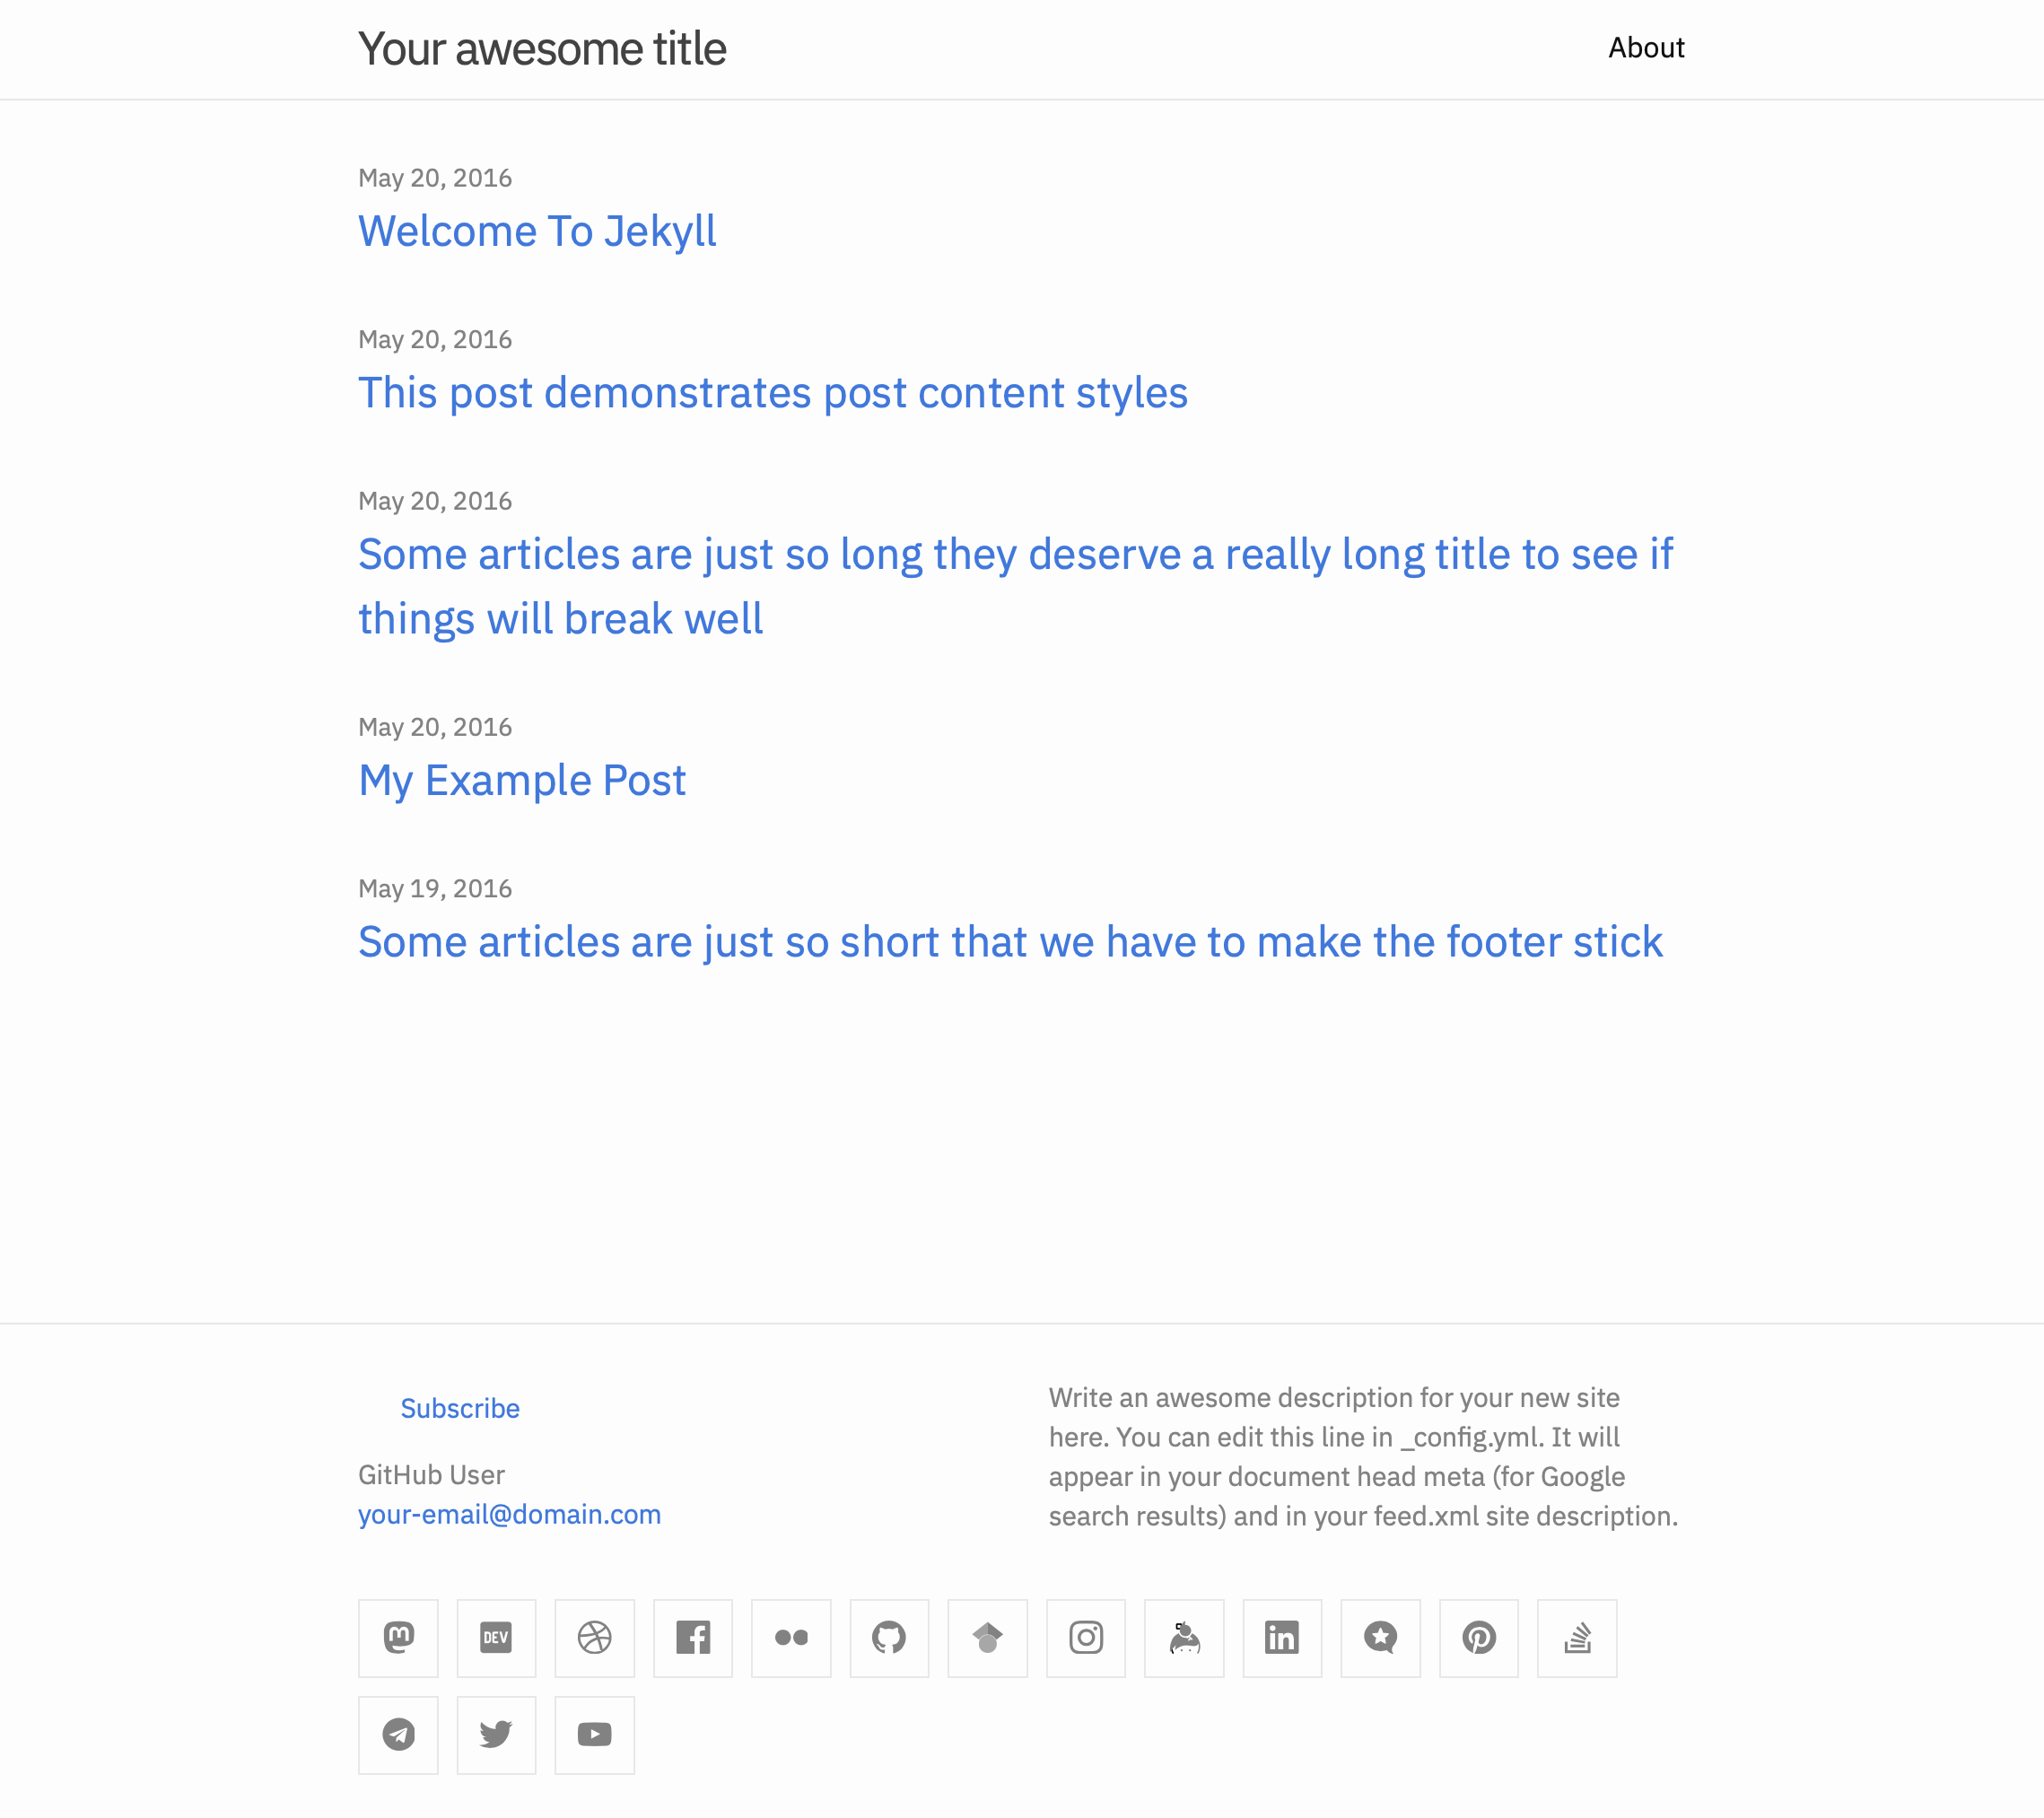 Your awesome title
About
May 20, 2016
Welcome To Jekyll
May 20, 2016
This post demonstrates post content styles
May 20, 2016
Some articles are just so long they deserve a really long title to see if
things will break well
May 20, 2016
My Example Post
May 19, 2016
Some articles are just so short that we have to make the footer stick
Subscribe
GitHub User
your-email@domain.com
Write an awesome description for your new site
here. You can edit this line in _config.yml. It will
appear in your document head meta (for Google
search results) and in your feed.xml site description.
DEV